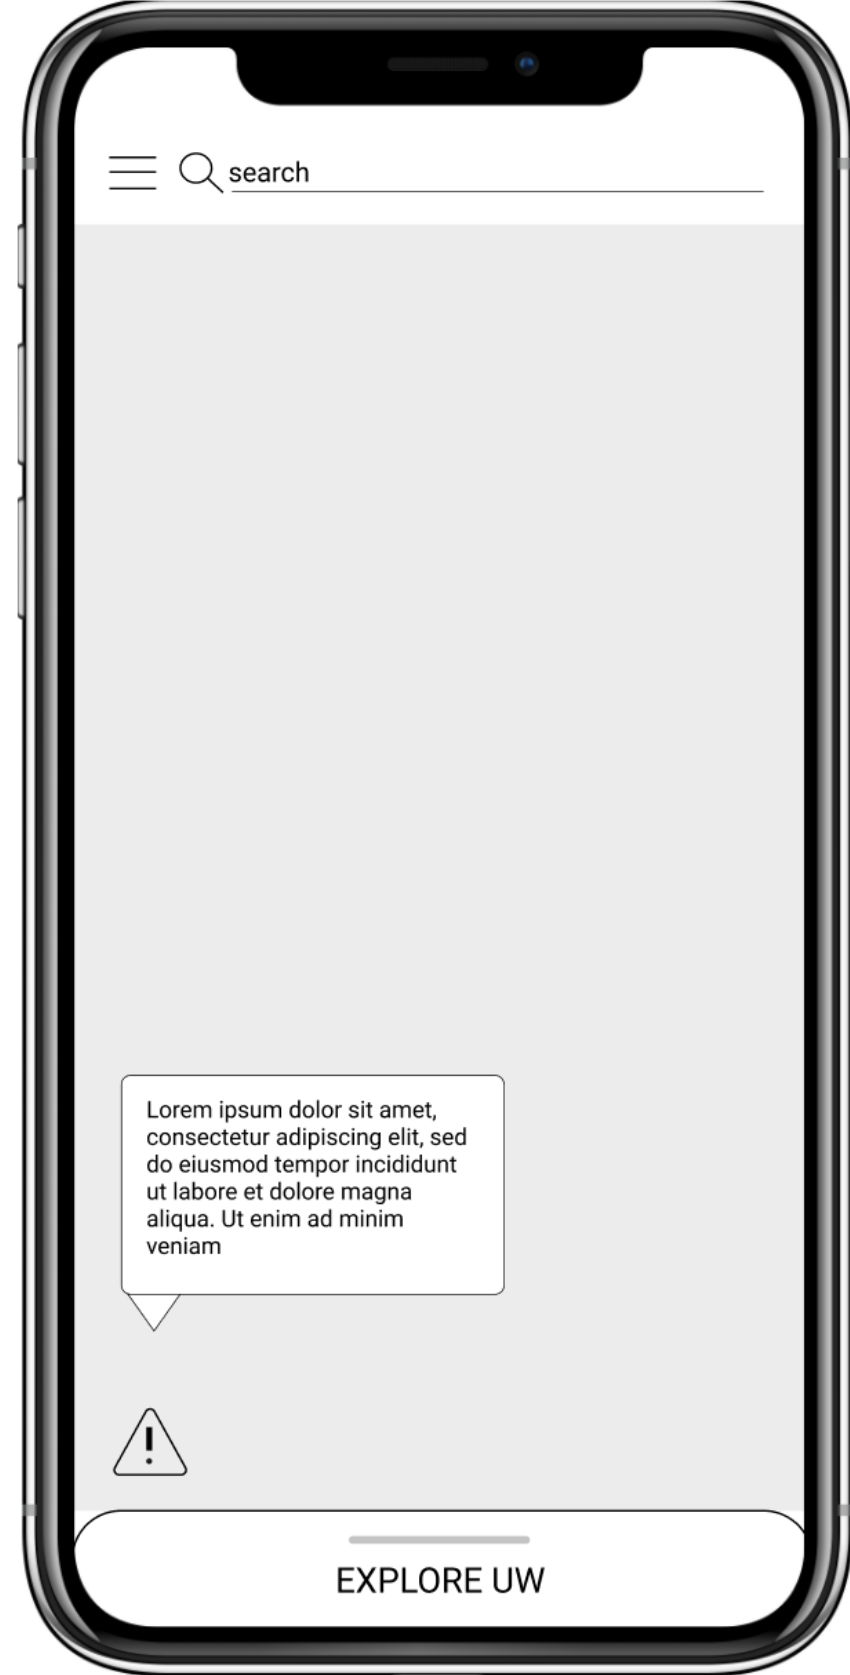 search
Lorem ipsum dolor sit amet,
consectetur adipiscing elit, sed
do eiusmod tempor incididunt
ut labore et dolore magna
aliqua. Ut enim ad minim
veniam
!
EXPLORE UW